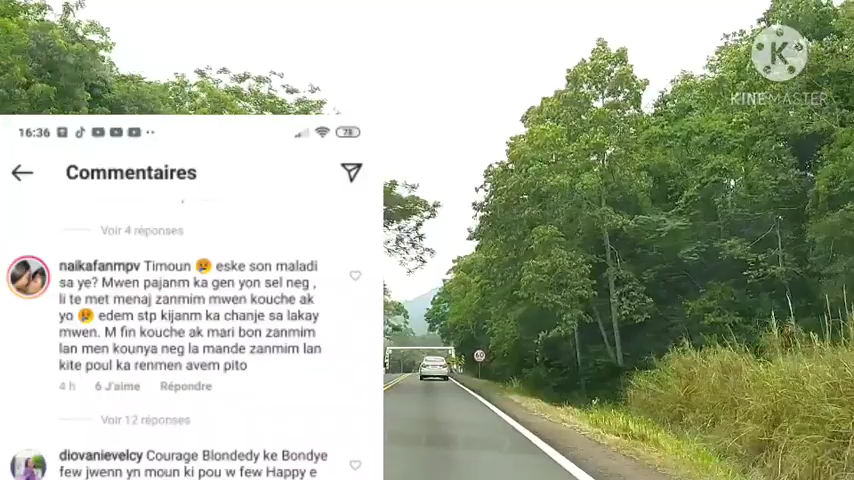 K
KINEMASTER
16:36
78
Commentaires
Voir 4 réponses
naikafanmpv Timoun 😢 eske son maladi
sa ye? Mwen pajanm ka gen yon sel neg ,
li te met menaj zanmim mwen kouche ak
yo 😢 edem stp kijanm ka chanje sa lakay
mwen. M fin kouche ak mari bon zanmim
lan men kounya neg la mande zanmim lan
kite poul ka renmen avem pito
4 h 6 J'aime Répondre
Voir 12 réponses
diovanievelcy Courage Blondedy ke Bondye
few jwenn yn moun ki pou w few Happy e